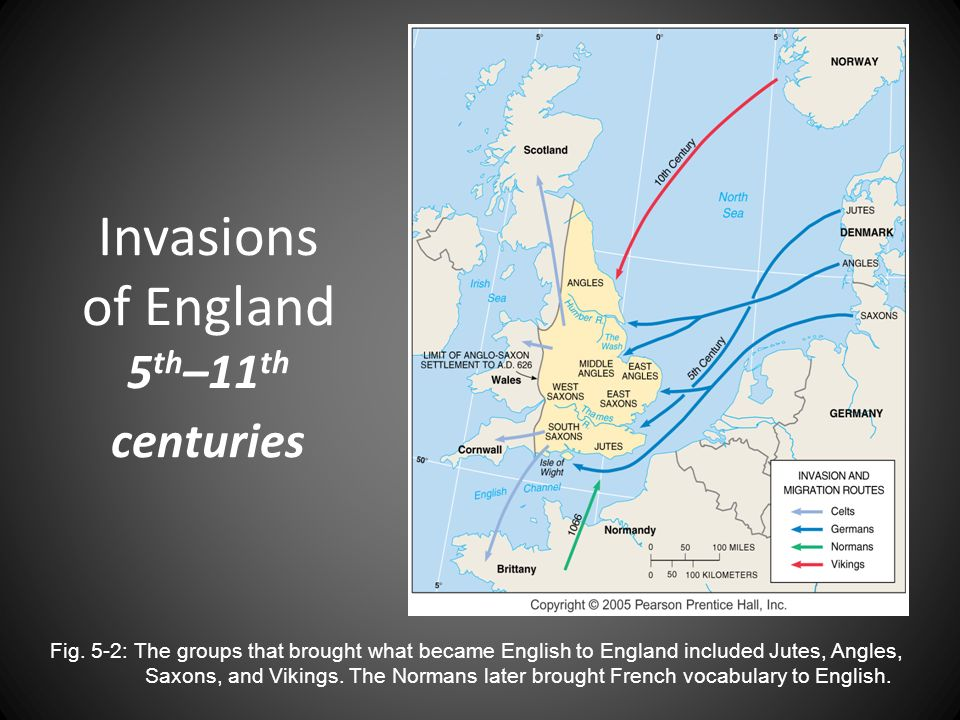 Invasions
of England
5th–11th
centuries
5°
0°
5°
NORWAY
Scotland
10th Century
North
Sea
JUTES
DENMARK
ANGLES
Irish
Sea
ANGLES
SAXONS
Humber R.
The
Wash
LIMIT OF ANGLO-SAXON
SETTLEMENT TO A.D. 626
MIDDLE
ANGLES
EAST
ANGLES
5th Century
Wales
WEST
SAXONS
EAST
SAXONS
Thames
R.
GERMANY
SOUTH
SAXONS
JUTES
Cornwall
50°
Isle of
Wight
English Channel
INVASION AND
MIGRATION ROUTES
Celts
Germans
Normans
Vikings
1066
Normandy
0 50 100 MILES
0 50 100 KILOMETERS
Brittany
5°
0°
5°
Copyright © 2005 Pearson Prentice Hall, Inc.
Fig. 5-2: The groups that brought what became English to England included Jutes, Angles,
Saxons, and Vikings. The Normans later brought French vocabulary to English.